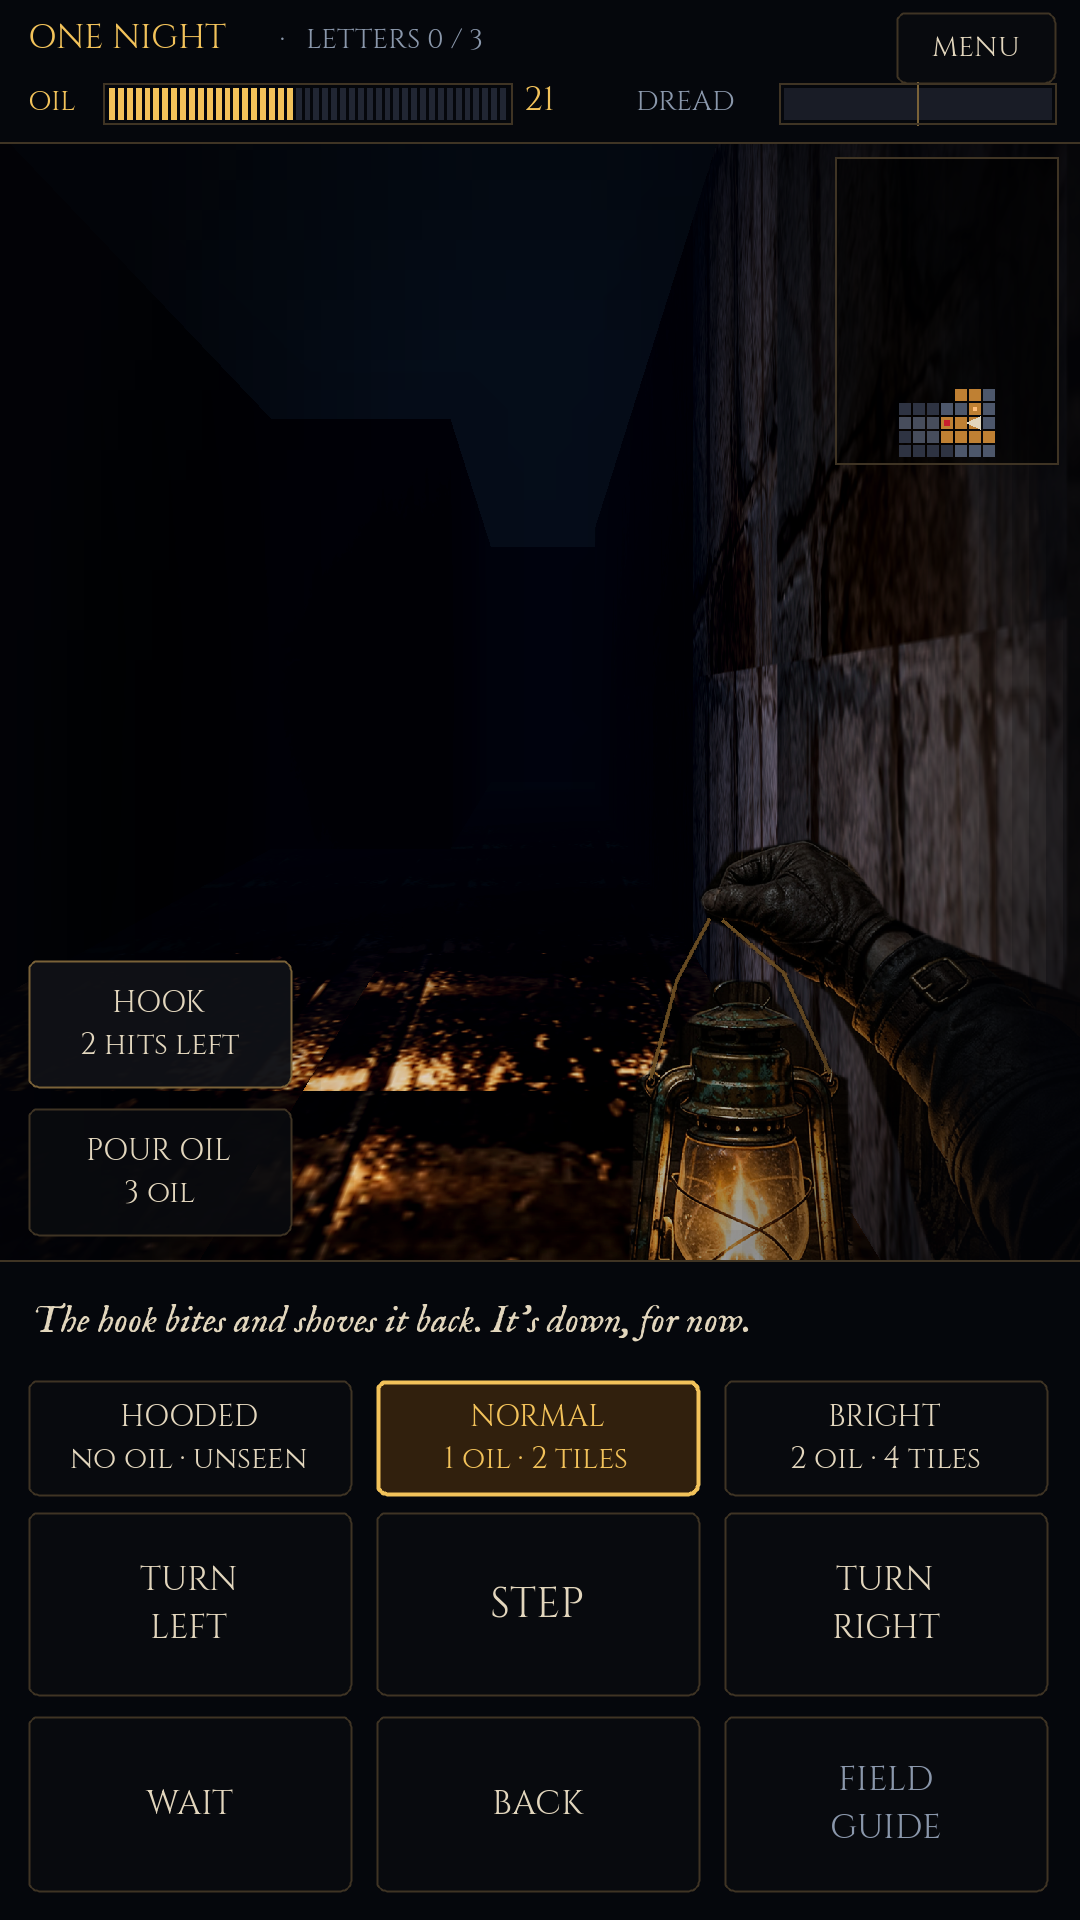 ONE NIGHT · LETTERS 0 / 3
MENU
OIL 21 DREAD
HOOK
2 HITS LEFT
POUR OIL
3 OIL
The hook bites and shoves it back. It's down, for now.
HOODED
NO OIL · UNSEEN
NORMAL
1 OIL · 2 TILES
BRIGHT
2 OIL · 4 TILES
TURN
LEFT
STEP
TURN
RIGHT
WAIT
BACK
FIELD
GUIDE